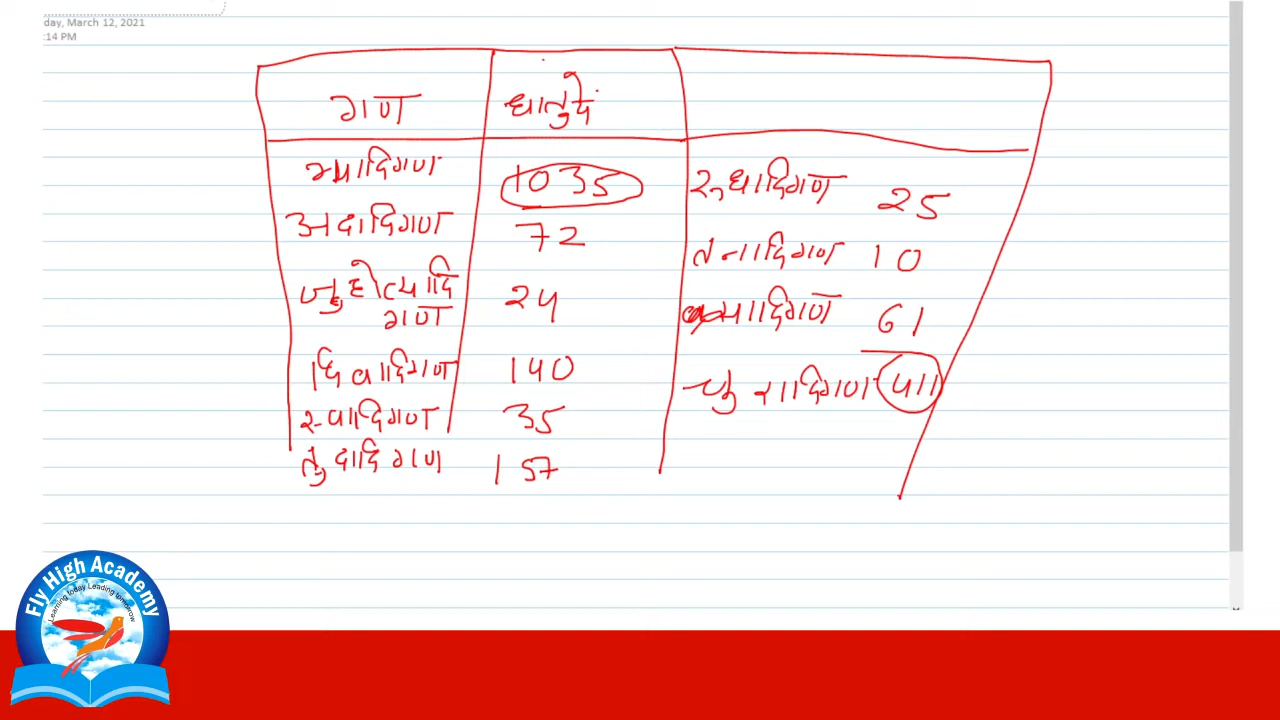 day, March 12, 2021
:14 PM
गण धातुयें
भ्वादिगण 1035
अदादिगण 72
जुहोत्यादि
गण 24
दिवादिगण 140
स्वादिगण 35
तुदादिगण 157
रुधादिगण 25
तनादिगण 10
क्र्यादिगण 61
चुरादिगण 411
Fly High Academy
Learning today Leading tomorrow